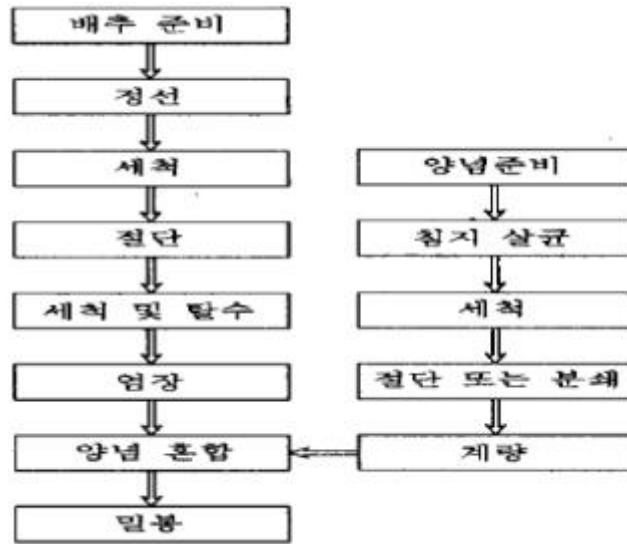 배추 준비
정선
세척
절단
세척 및 탈수
염장
양념 혼합
밀봉
양념준비
침지 살균
세척
절단 또는 분쇄
계량